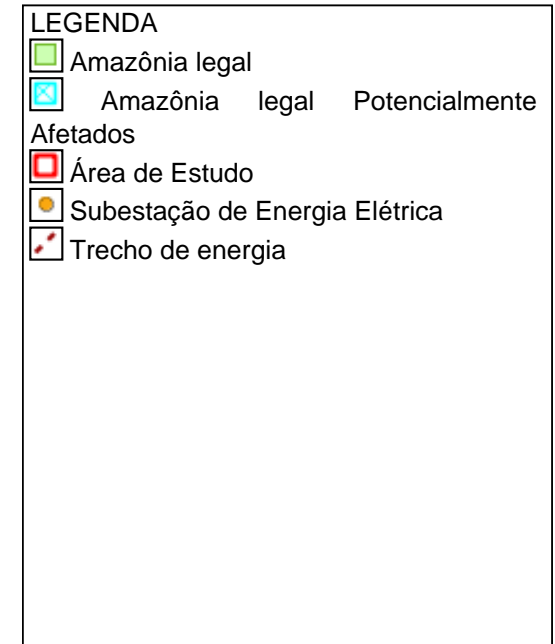 LEGENDA
Amazônia legal
Amazônia legal Potencialmente
Afetados
Área de Estudo
Subestação de Energia Elétrica
Trecho de energia